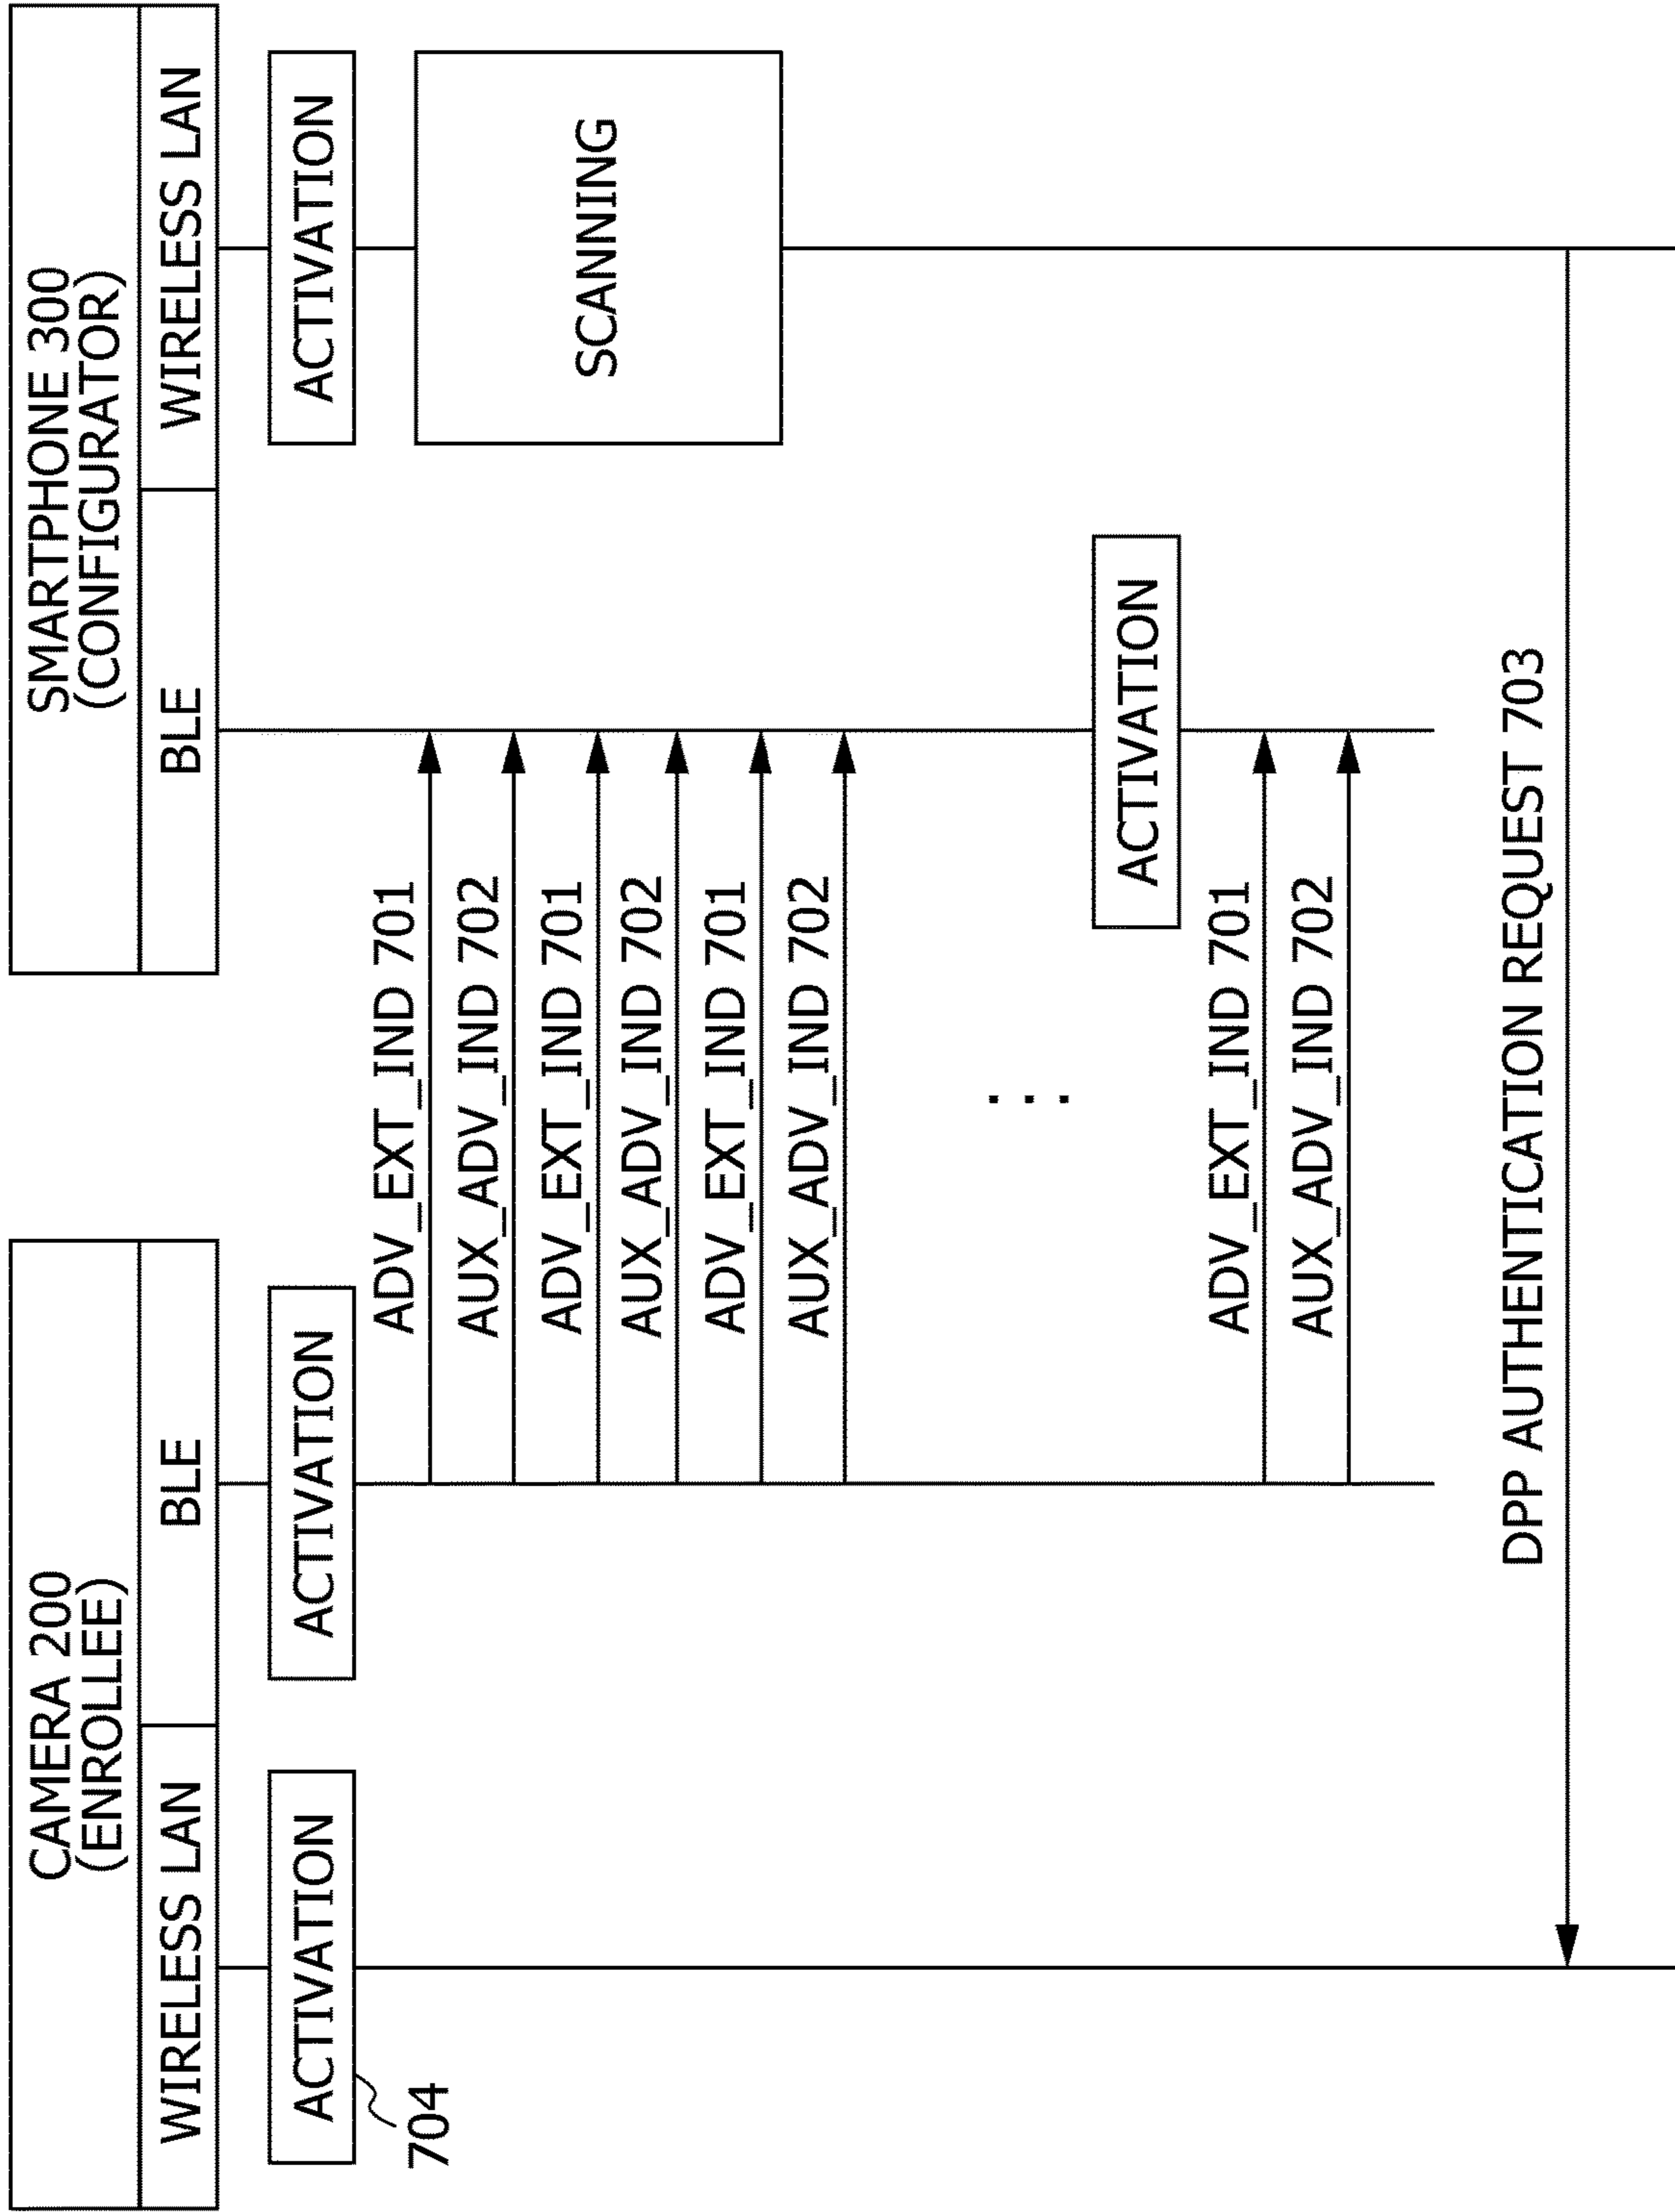 CAMERA 200
(ENROLLEE)
WIRELESS LAN
BLE
SMARTPHONE 300
(CONFIGURATOR)
BLE
WIRELESS LAN
ACTIVATION
704
ACTIVATION
ACTIVATION
ADV_EXT_IND 701
AUX_ADV_IND 702
ADV_EXT_IND 701
AUX_ADV_IND 702
ADV_EXT_IND 701
AUX_ADV_IND 702
SCANNING
. . .
ACTIVATION
ADV_EXT_IND 701
AUX_ADV_IND 702
DPP AUTHENTICATION REQUEST 703